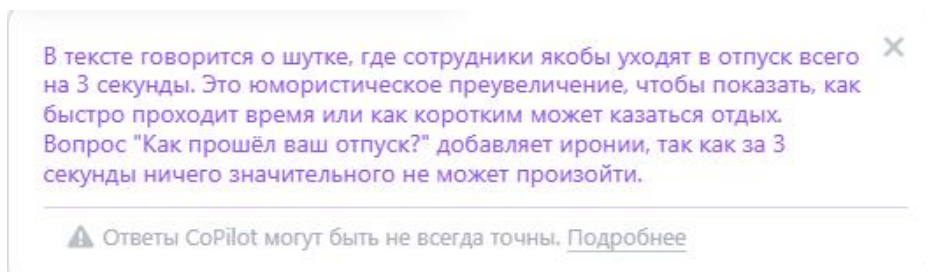 В тексте говорится о шутке, где сотрудники якобы уходят в отпуск всего
на 3 секунды. Это юмористическое преувеличение, чтобы показать, как
быстро проходит время или как коротким может казаться отдых.
Вопрос "Как прошёл ваш отпуск?" добавляет иронии, так как за 3
секунды ничего значительного не может произойти.
Ответы CoPilot могут быть не всегда точны. Подробнее